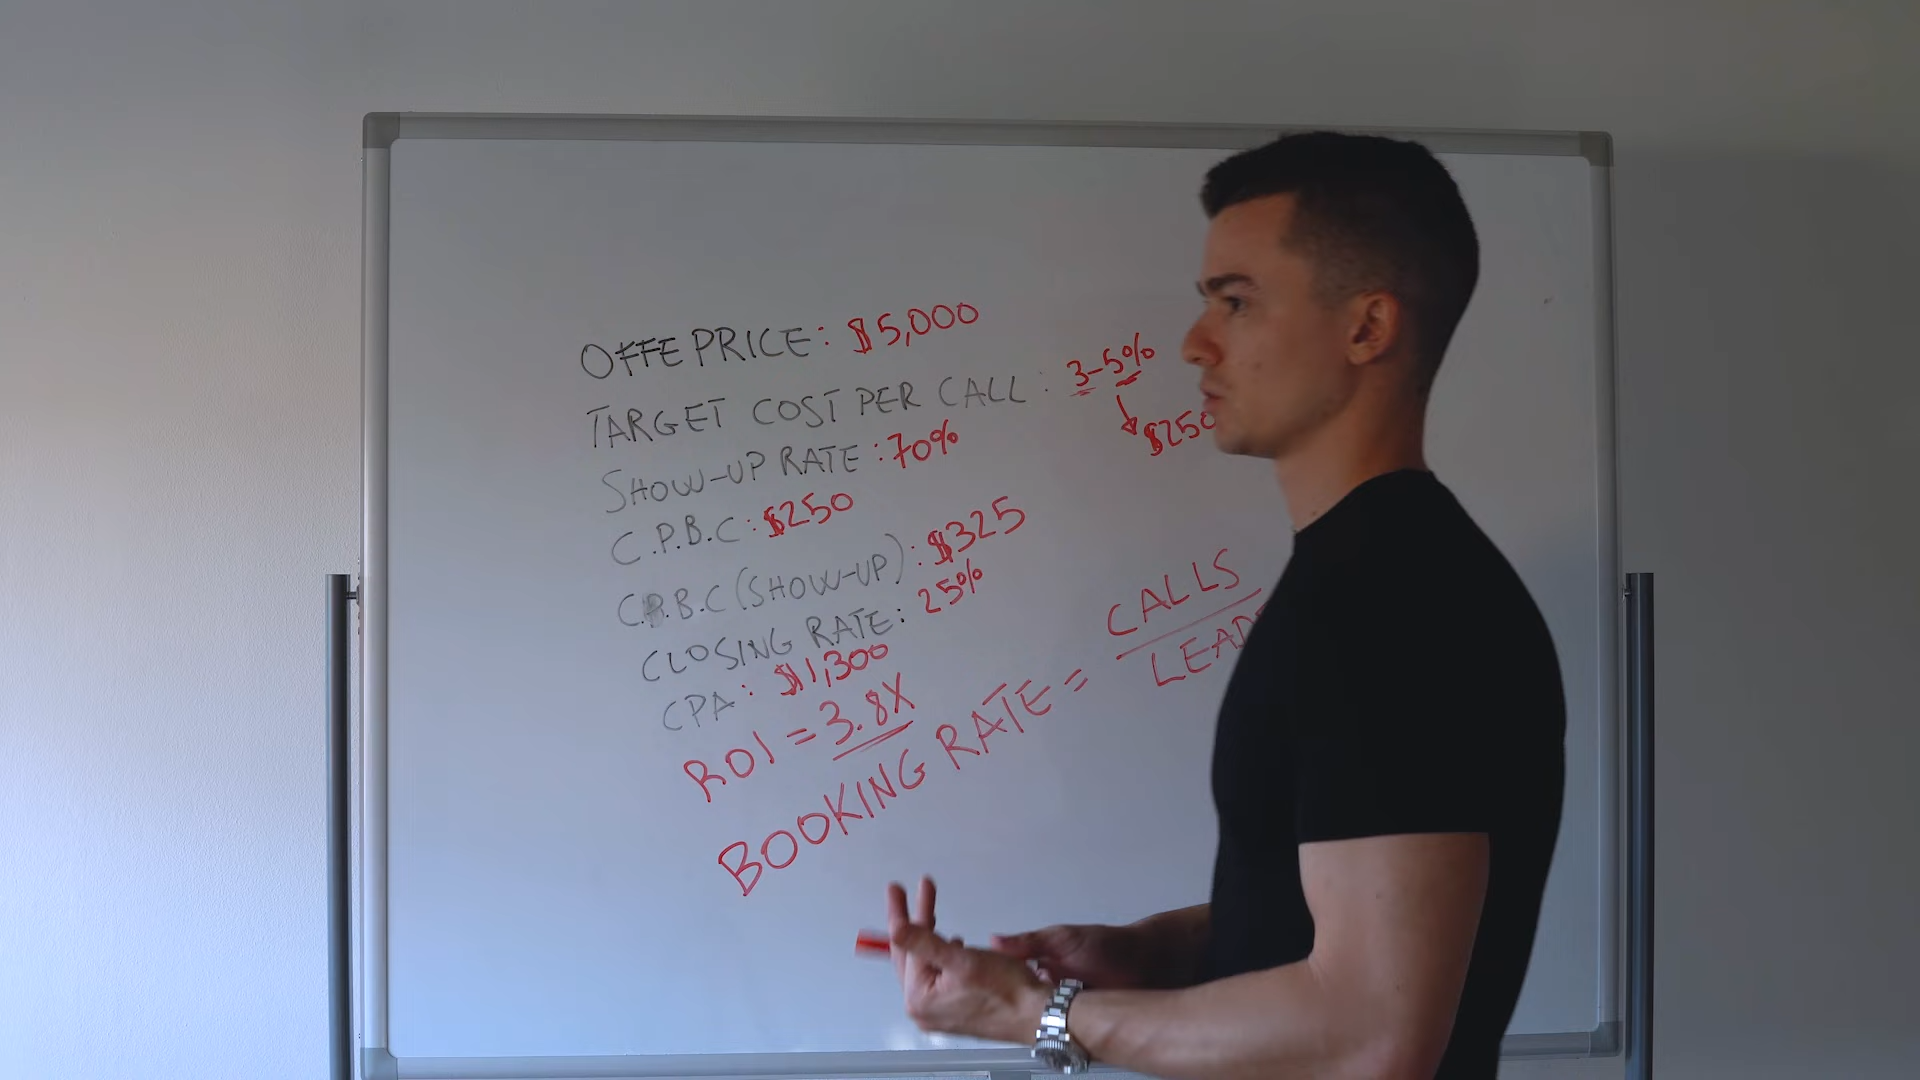 OFFE PRICE: $5,000
TARGET COST PER CALL: 3-5%
$250
SHOW-UP RATE: 70%
C.P.B.C: $250
C.P.B.C (SHOW-UP): $325
CLOSING RATE: 25%
CPA: $1,300
ROI = 3.8X
BOOKING RATE = CALLS
LEAD